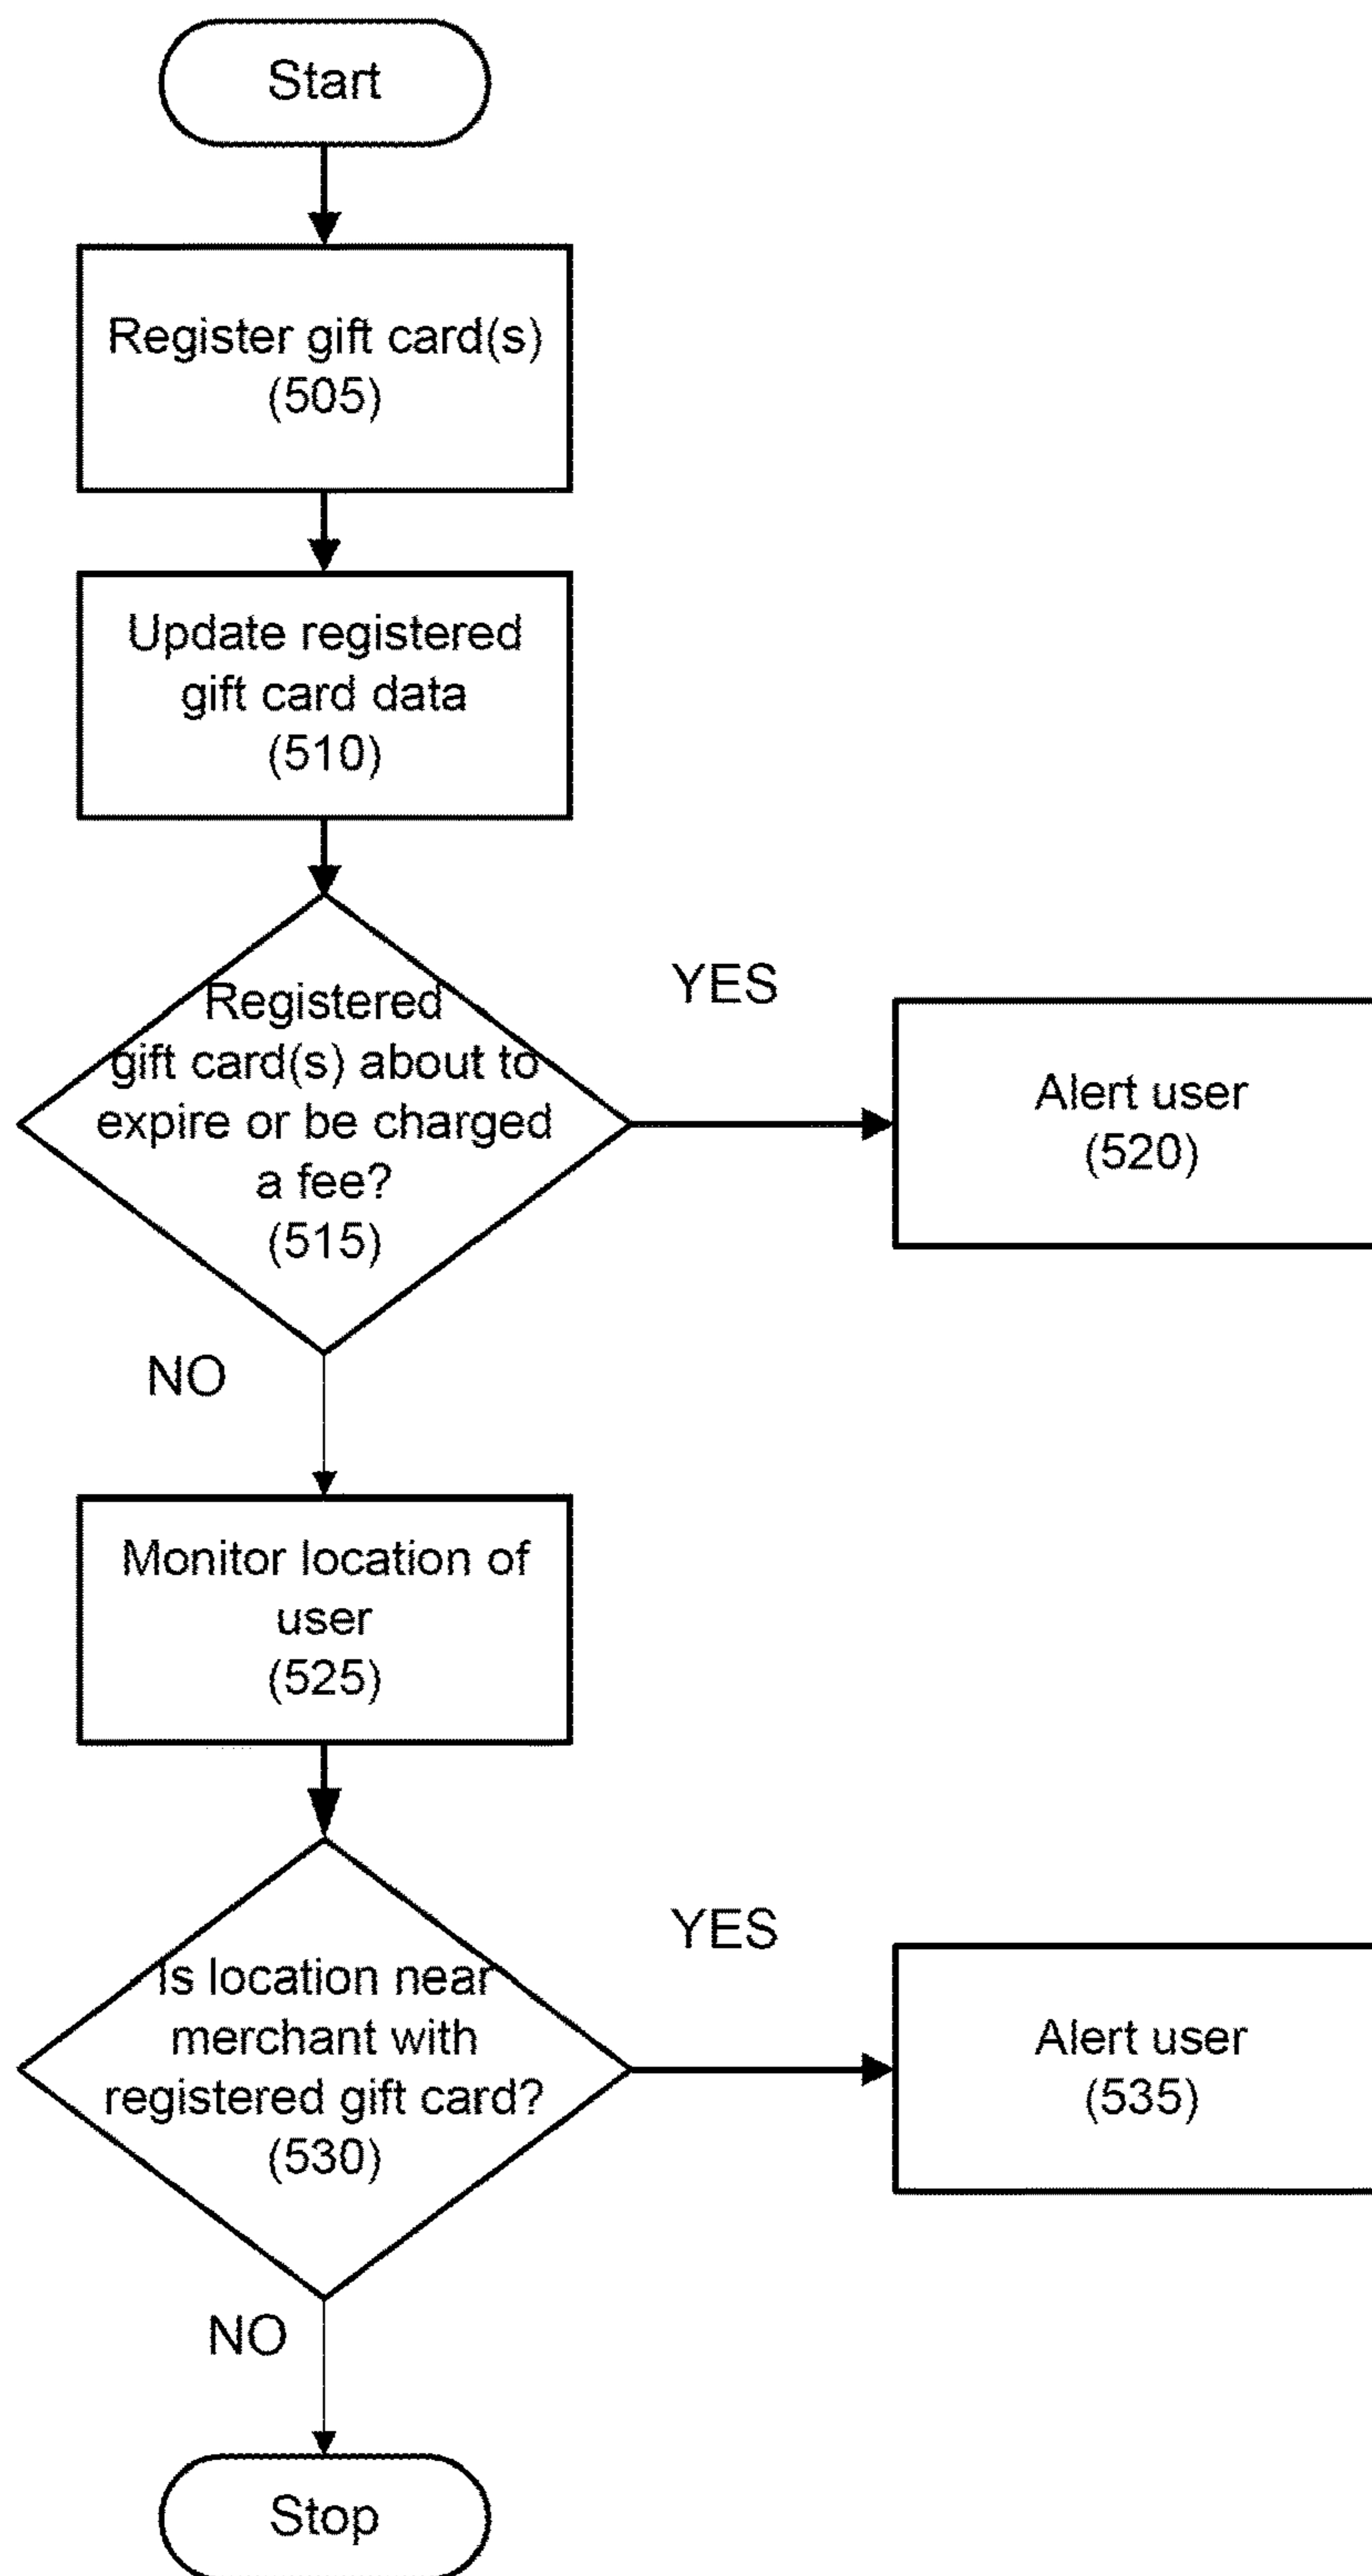 Start
Register gift card(s)
(505)
Update registered
gift card data
(510)
Registered
gift card(s) about to
expire or be charged
a fee?
(515)
YES
Alert user
(520)
NO
Monitor location of
user
(525)
Is location near
merchant with
registered gift card?
(530)
YES
Alert user
(535)
NO
Stop